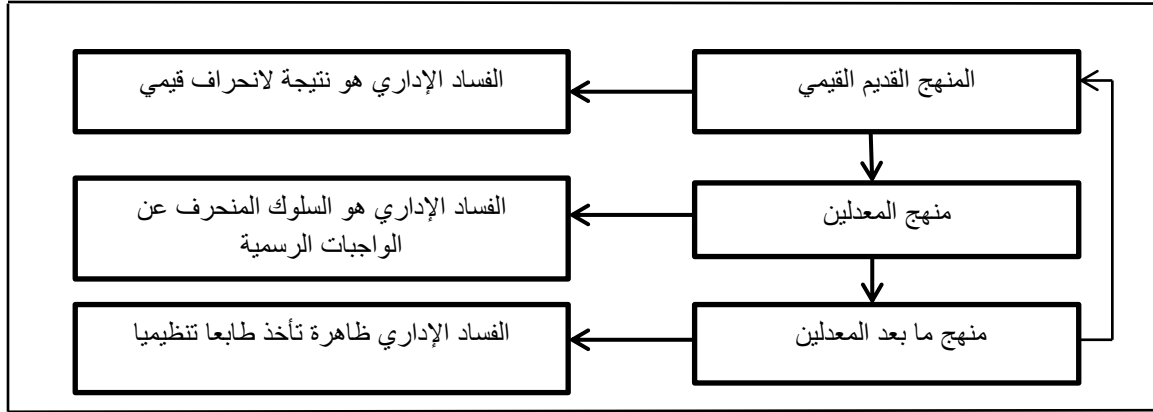 المنهج القديم القيمي
الفساد الإداري هو نتيجة لانحراف قيمي
منهج المعدلين
الفساد الإداري هو السلوك المنحرف عن
الواجبات الرسمية
منهج ما بعد المعدلين
الفساد الإداري ظاهرة تأخذ طابعا تنظيميا